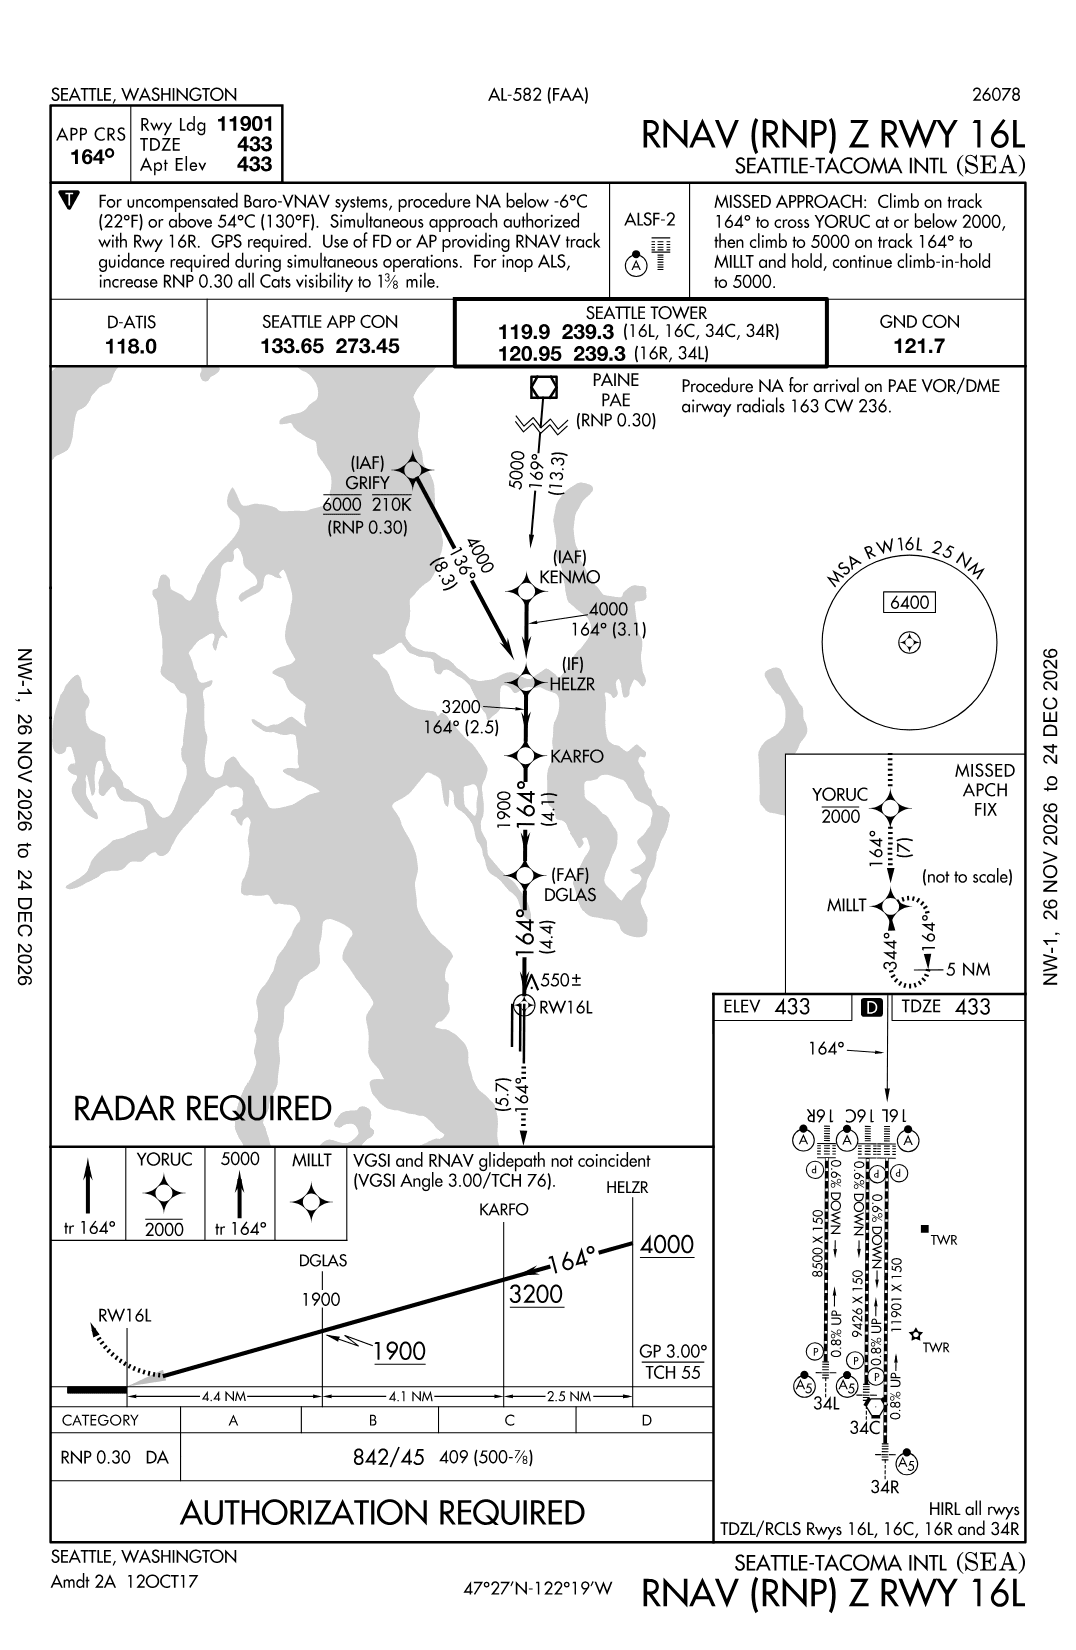 SEATTLE, WASHINGTON
AL-582 (FAA)
26078
APP CRS
164°
Rwy Ldg 11901
TDZE 433
Apt Elev 433
RNAV (RNP) Z RWY 16L
SEATTLE-TACOMA INTL (SEA)
T
For uncompensated Baro-VNAV systems, procedure NA below -6°C
(22°F) or above 54°C (130°F). Simultaneous approach authorized
with Rwy 16R. GPS required. Use of FD or AP providing RNAV track
guidance required during simultaneous operations. For inop ALS,
increase RNP 0.30 all Cats visibility to 1⅜ mile.
ALSF-2
A
MISSED APPROACH: Climb on track
164° to cross YORUC at or below 2000,
then climb to 5000 on track 164° to
MILLT and hold, continue climb-in-hold
to 5000.
D-ATIS
118.0
SEATTLE APP CON
133.65 273.45
SEATTLE TOWER
119.9 239.3 (16L, 16C, 34C, 34R)
120.95 239.3 (16R, 34L)
GND CON
121.7
PAINE
PAE
(RNP 0.30)
Procedure NA for arrival on PAE VOR/DME
airway radials 163 CW 236.
5000
169°
(13.3)
(IAF)
GRIFY
6000 210K
(RNP 0.30)
4000
136°
(8.3)
(IAF)
KENMO
4000
164° (3.1)
(IF)
HELZR
3200
164° (2.5)
KARFO
1900
164°
(4.1)
(FAF)
DGLAS
164°
(4.4)
550±
RW16L
(5.7)
164°
RADAR REQUIRED
MSA RW16L 25 NM
6400
MISSED
APCH
FIX
YORUC
2000
164°
(7)
(not to scale)
MILLT
344°
164°
5 NM
NW-1, 26 NOV 2026 to 24 DEC 2026
NW-1, 26 NOV 2026 to 24 DEC 2026
ELEV 433
D
TDZE 433
164°
16R
16C
16L
A
A
A
P
P
P
0.6% DOWN
0.6% DOWN
0.6% DOWN
8500 X 150
9426 X 150
11901 X 150
TWR
TWR
0.8% UP
0.8% UP
0.8% UP
P
P
P
A5
A5
34L
34C
A5
34R
HIRL all rwys
TDZL/RCLS Rwys 16L, 16C, 16R and 34R
tr 164°
YORUC
2000
5000
tr 164°
MILLT
VGSI and RNAV glidepath not coincident
(VGSI Angle 3.00/TCH 76).
HELZR
KARFO
DGLAS
RW16L
164°
4000
3200
1900
1900
GP 3.00°
TCH 55
4.4 NM
4.1 NM
2.5 NM
CATEGORY
A
B
C
D
RNP 0.30 DA
842/45 409 (500-⅞)
AUTHORIZATION REQUIRED
SEATTLE, WASHINGTON
Amdt 2A 12OCT17
47°27'N-122°19'W
SEATTLE-TACOMA INTL (SEA)
RNAV (RNP) Z RWY 16L